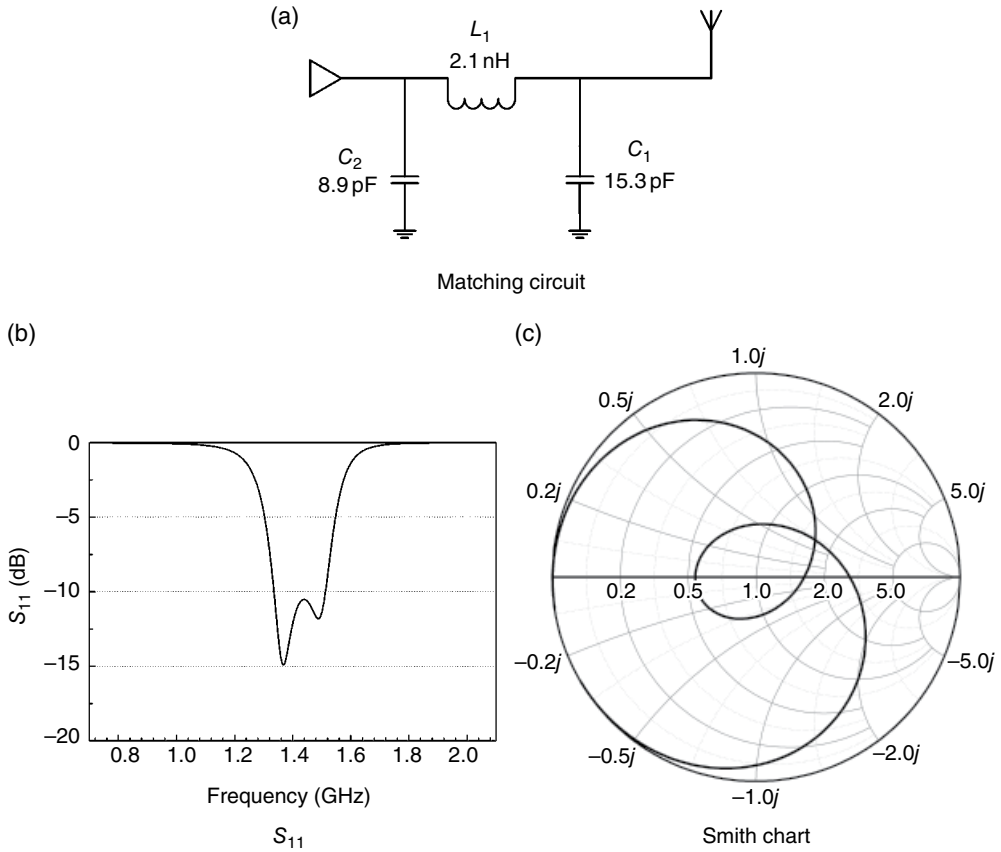 (a)
L1
2.1 nH
C2
8.9 pF
C1
15.3 pF
Matching circuit
(b)
0
–5
–10
–15
–20
0.8 1.0 1.2 1.4 1.6 1.8 2.0
S11 (dB)
Frequency (GHz)
S11
(c)
1.0j
0.5j
2.0j
0.2j
5.0j
0.2 0.5 1.0 2.0 5.0
–0.2j
–5.0j
–0.5j
–2.0j
–1.0j
Smith chart